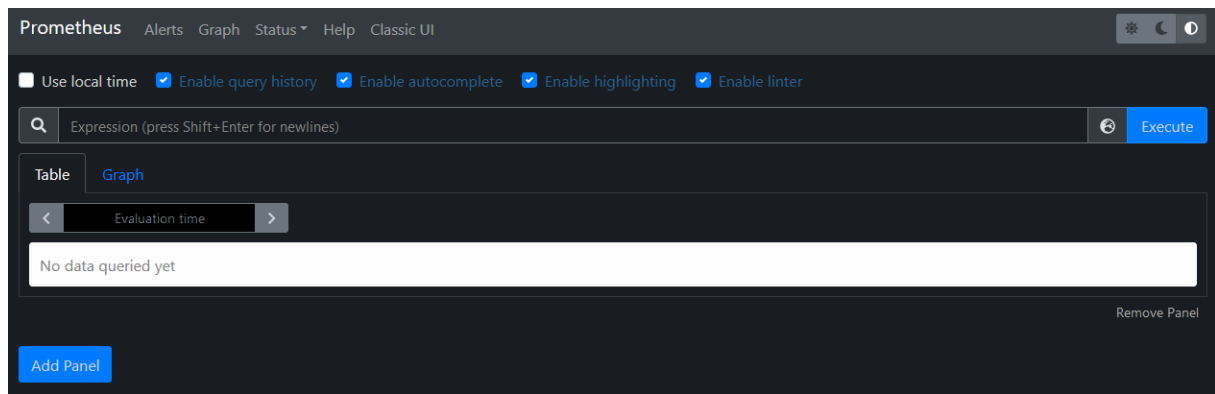 Prometheus Alerts Graph Status Help Classic UI
Use local time Enable query history Enable autocomplete Enable highlighting Enable linter
Expression (press Shift+Enter for newlines) Execute
Table Graph
Evaluation time
No data queried yet
Remove Panel
Add Panel